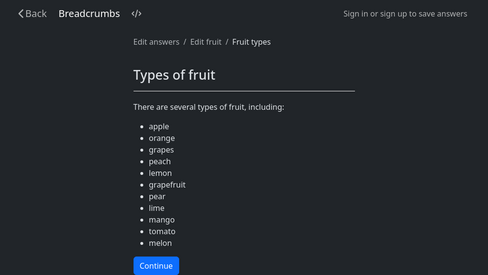 Back Breadcrumbs </> Sign in or sign up to save answers
Edit answers / Edit fruit / Fruit types
Types of fruit
There are several types of fruit, including:
• apple
• orange
• grapes
• peach
• lemon
• grapefruit
• pear
• lime
• mango
• tomato
• melon
Continue